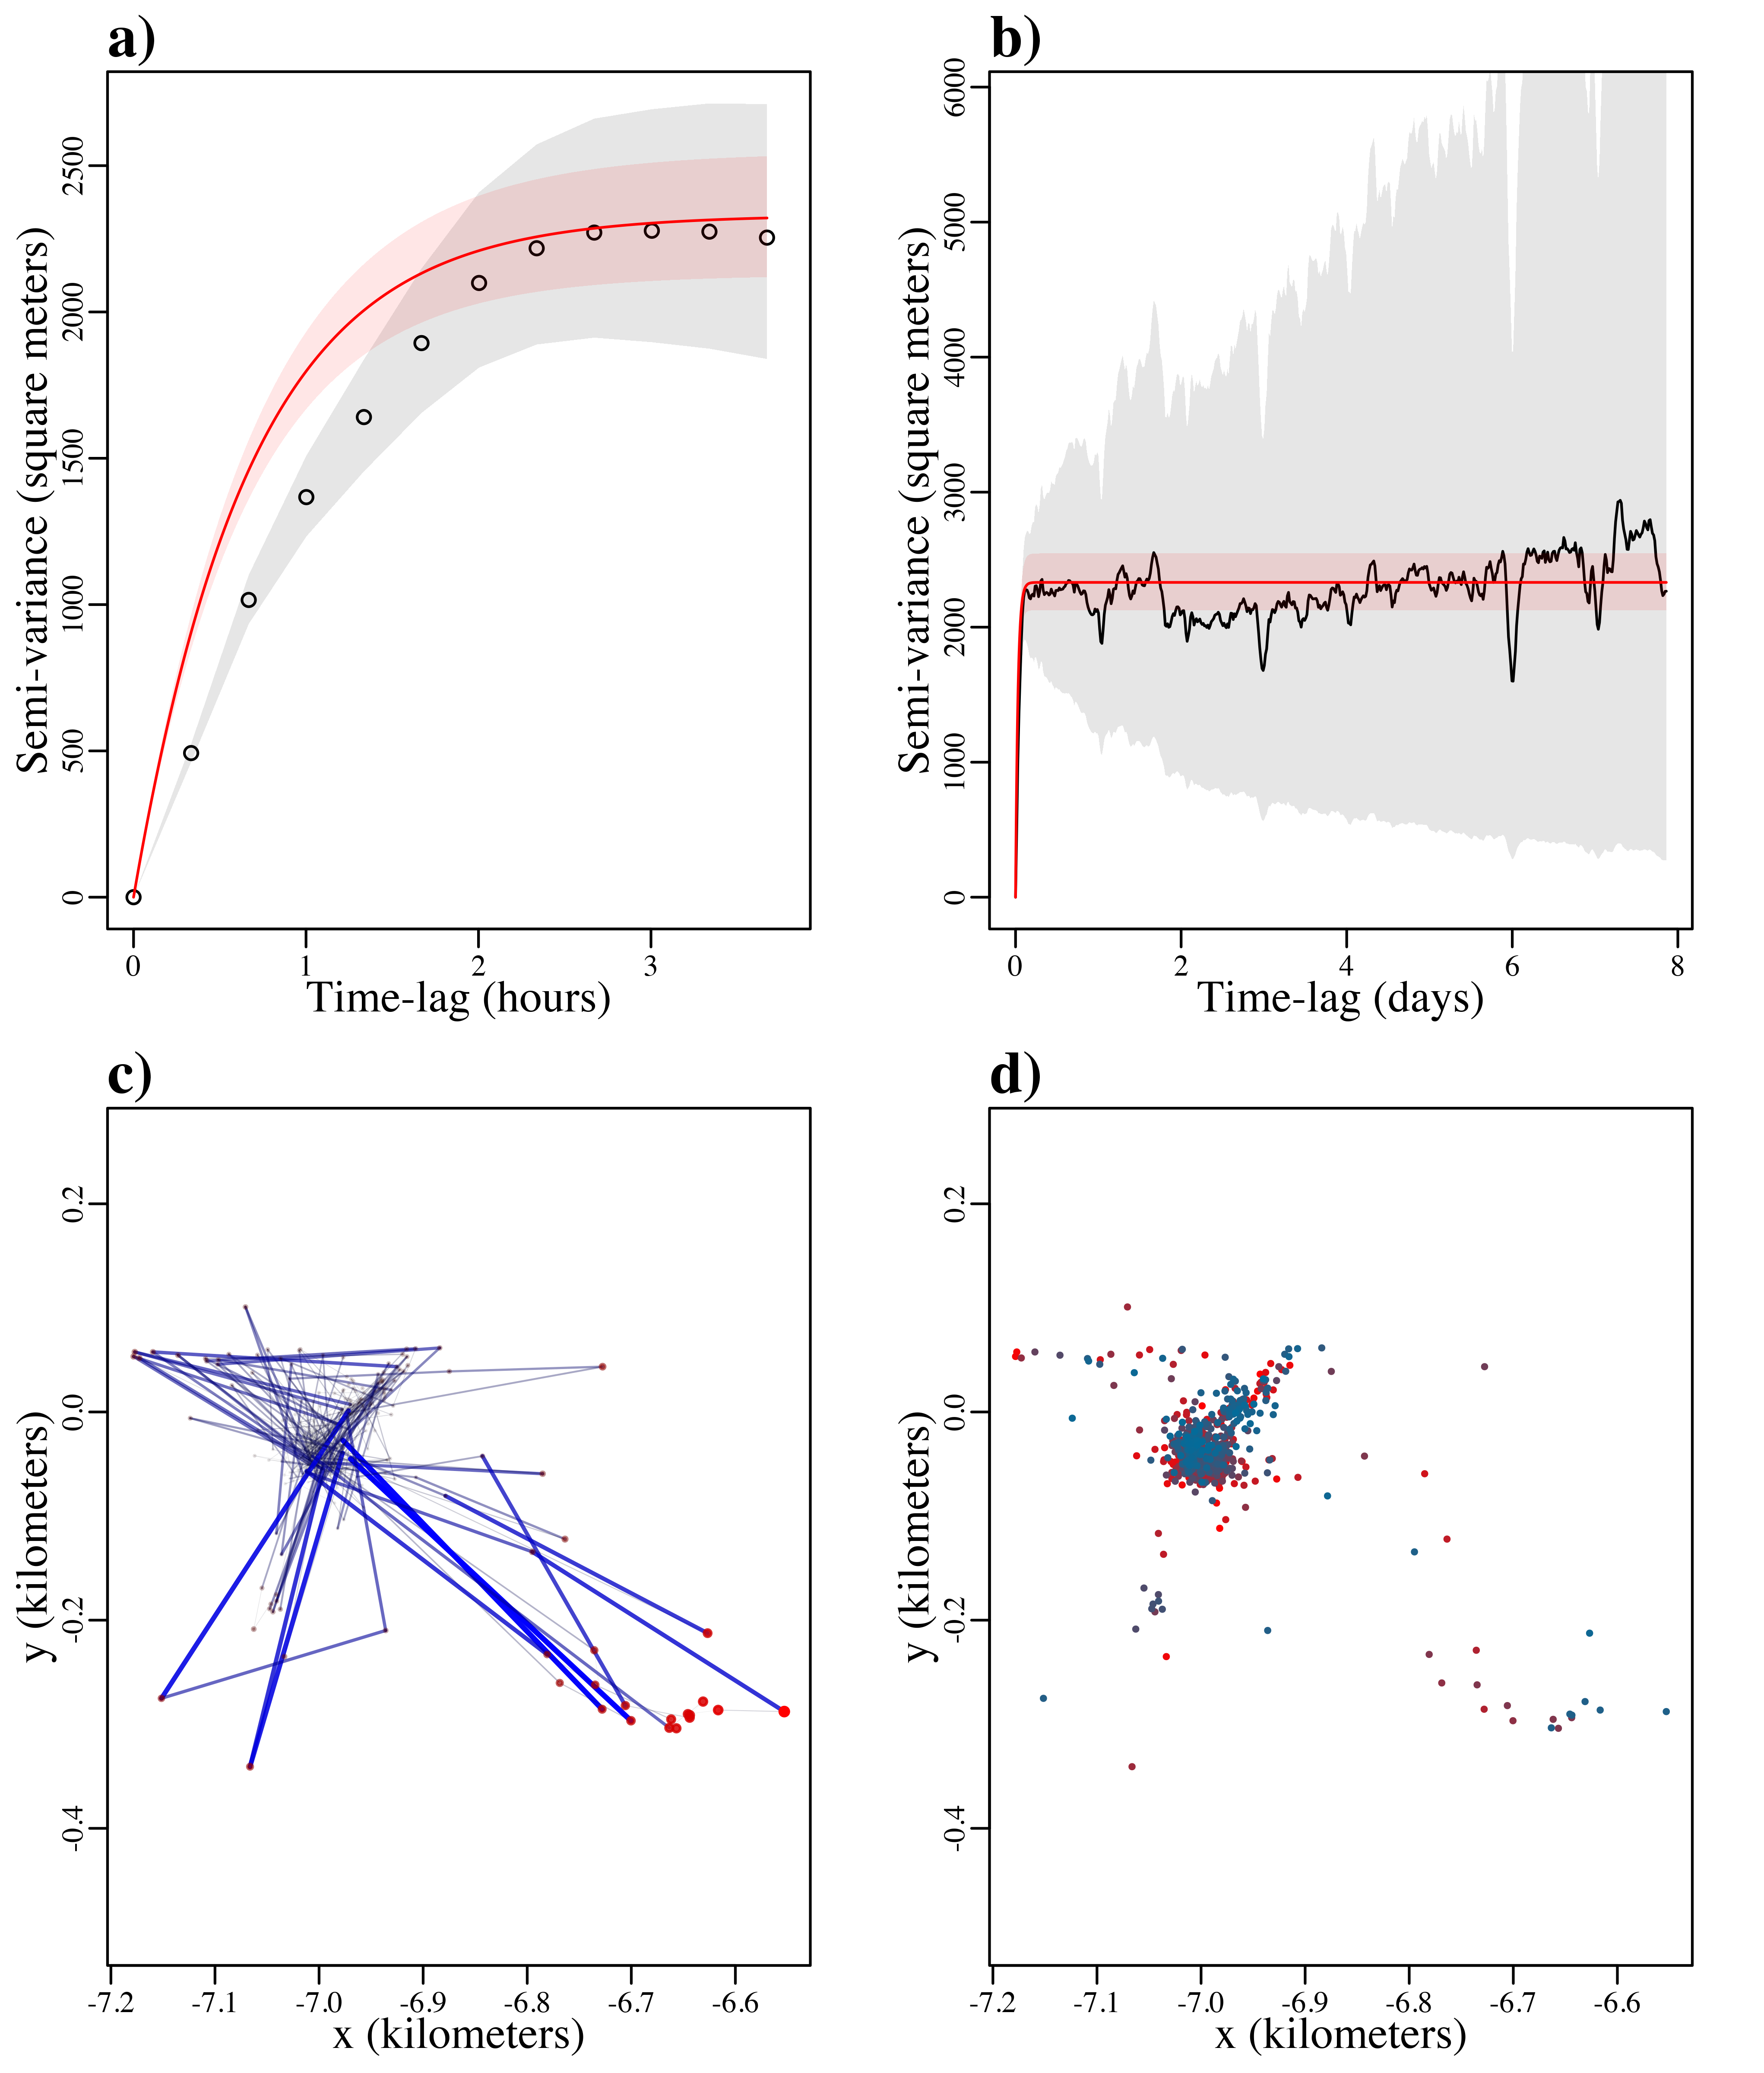 a)
Semi-variance (square meters)
0 500 1000 1500 2000 2500
0 1 2 3
Time-lag (hours)
b)
Semi-variance (square meters)
0 1000 2000 3000 4000 5000 6000
0 2 4 6 8
Time-lag (days)
c)
y (kilometers)
-0.4 -0.2 0.0 0.2
-7.2 -7.1 -7.0 -6.9 -6.8 -6.7 -6.6
x (kilometers)
d)
y (kilometers)
-0.4 -0.2 0.0 0.2
-7.2 -7.1 -7.0 -6.9 -6.8 -6.7 -6.6
x (kilometers)